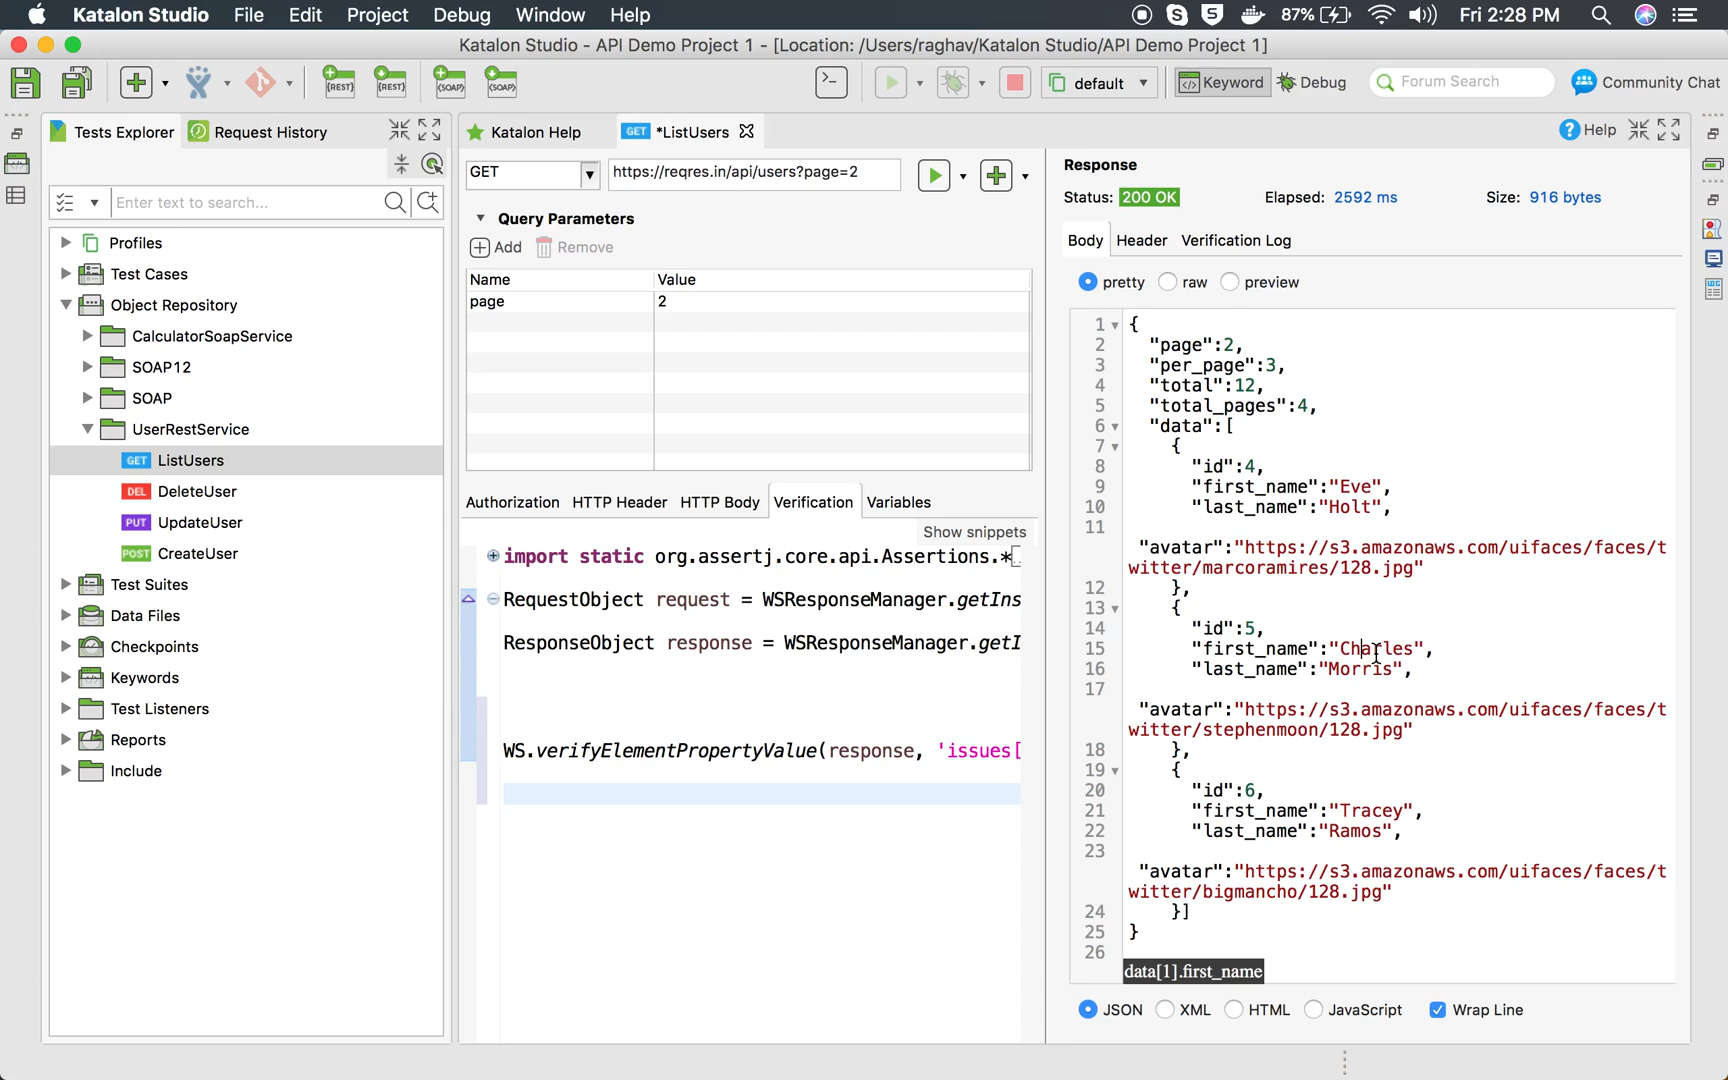 Katalon Studio File Edit Project Debug Window Help
87% Fri 2:28 PM
Katalon Studio - API Demo Project 1 - [Location: /Users/raghav/Katalon Studio/API Demo Project 1]
REST REST SOAP SOAP default Keyword Debug Forum Search Community Chat
Tests Explorer Request History
Enter text to search...
Profiles
Test Cases
Object Repository
CalculatorSoapService
SOAP12
SOAP
UserRestService
GET ListUsers
DEL DeleteUser
PUT UpdateUser
POST CreateUser
Test Suites
Data Files
Checkpoints
Keywords
Test Listeners
Reports
Include
Katalon Help GET *ListUsers Help
GET https://reqres.in/api/users?page=2
Query Parameters
Add Remove
Name Value
page 2
Authorization HTTP Header HTTP Body Verification Variables
Show snippets
import static org.assertj.core.api.Assertions.*
RequestObject request = WSResponseManager.getIns
ResponseObject response = WSResponseManager.getI
WS.verifyElementPropertyValue(response, 'issues[
Response
Status: 200 OK Elapsed: 2592 ms Size: 916 bytes
Body Header Verification Log
pretty raw preview
1 {
2 "page":2,
3 "per_page":3,
4 "total":12,
5 "total_pages":4,
6 "data":[
7 {
8 "id":4,
9 "first_name":"Eve",
10 "last_name":"Holt",
11
"avatar":"https://s3.amazonaws.com/uifaces/faces/t
witter/marcoramires/128.jpg"
12 },
13 {
14 "id":5,
15 "first_name":"Charles",
16 "last_name":"Morris",
17
"avatar":"https://s3.amazonaws.com/uifaces/faces/t
witter/stephenmoon/128.jpg"
18 },
19 {
20 "id":6,
21 "first_name":"Tracey",
22 "last_name":"Ramos",
23
"avatar":"https://s3.amazonaws.com/uifaces/faces/t
witter/bigmancho/128.jpg"
24 }]
25 }
26
data[1].first_name
JSON XML HTML JavaScript Wrap Line